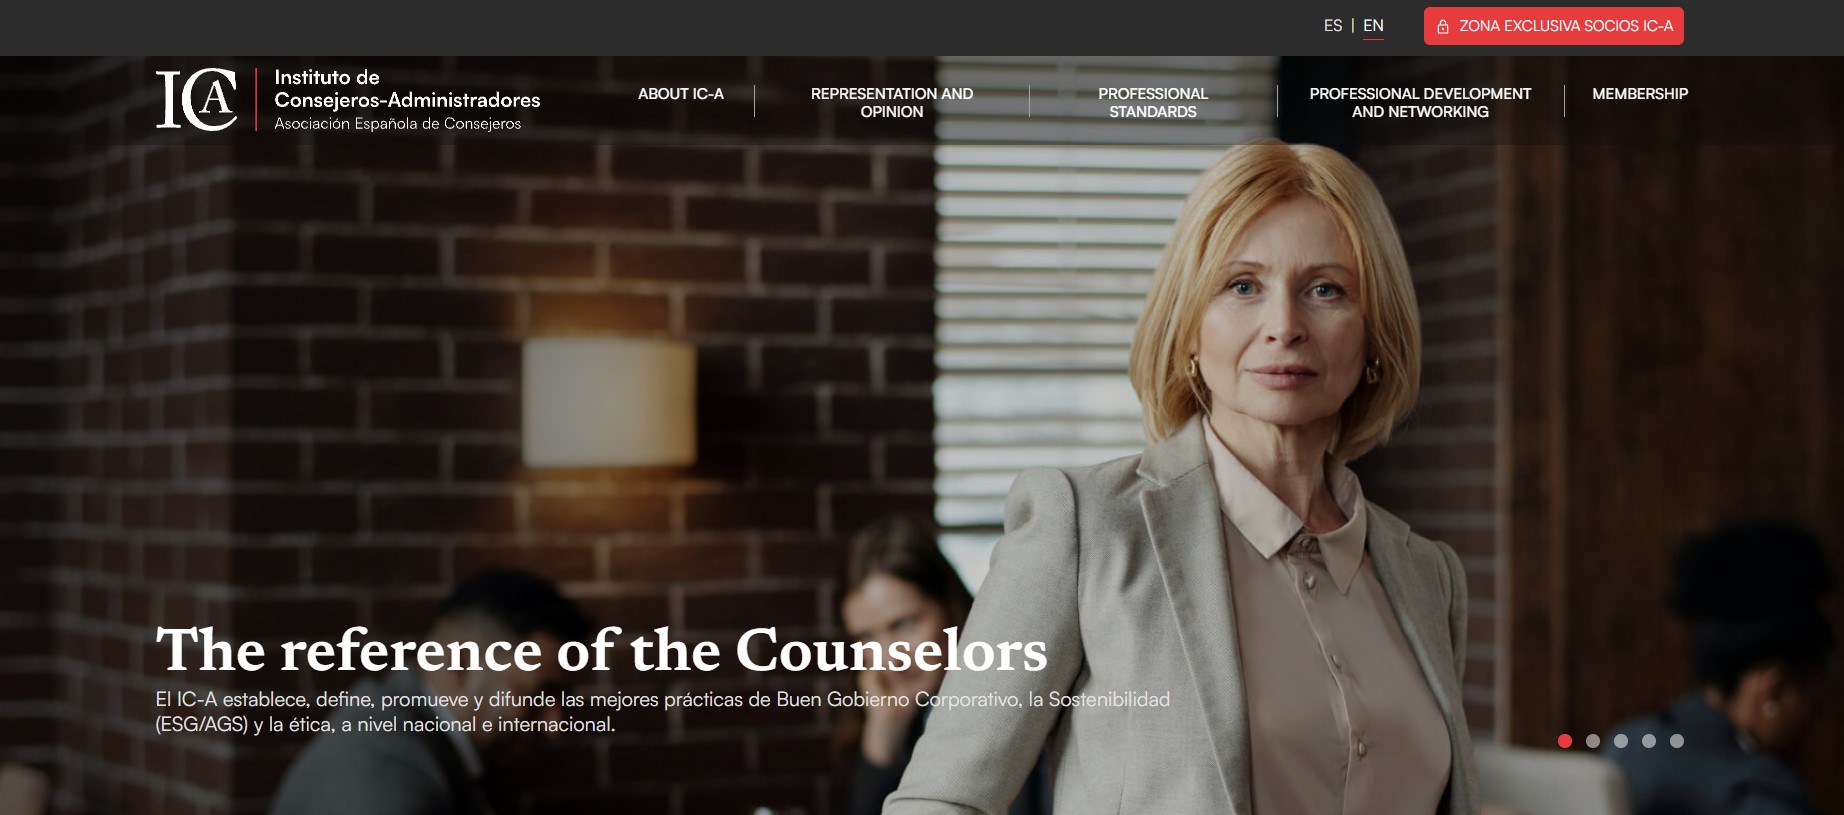 ES | EN
ZONA EXCLUSIVA SOCIOS IC-A
ICA
Instituto de
Consejeros-Administradores
Asociación Española de Consejeros
ABOUT IC-A
REPRESENTATION AND
OPINION
PROFESSIONAL
STANDARDS
PROFESSIONAL DEVELOPMENT
AND NETWORKING
MEMBERSHIP
The reference of the Counselors
El IC-A establece, define, promueve y difunde las mejores prácticas de Buen Gobierno Corporativo, la Sostenibilidad
(ESG/AGS) y la ética, a nivel nacional e internacional.